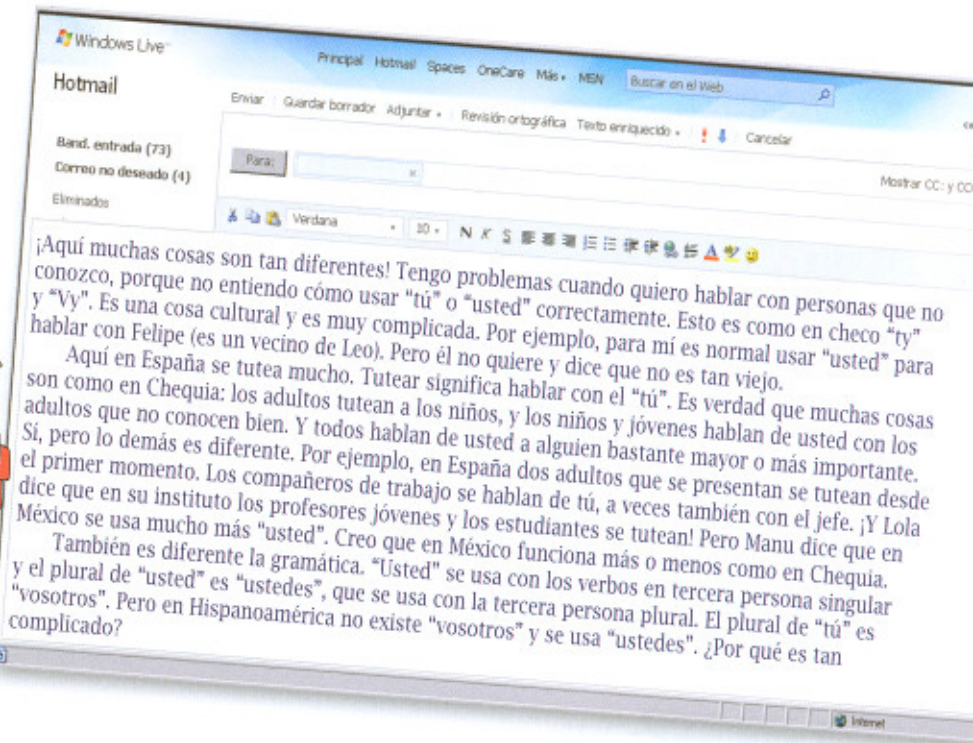 Windows Live™
Principal Hotmail Spaces OneCare Más MSN Buscar en el Web
Hotmail
Enviar Guardar borrador Adjuntar Revisión ortográfica Texto enriquecido Cancelar
Band. entrada (73)
Correo no deseado (4)
Para:
Mostrar CC: y CC
Eliminados
Verdana 10 N K S
¡Aquí muchas cosas son tan diferentes! Tengo problemas cuando quiero hablar con personas que no
conozco, porque no entiendo cómo usar "tú" o "usted" correctamente. Esto es como en checo "ty"
y "Vy". Es una cosa cultural y es muy complicada. Por ejemplo, para mí es normal usar "usted" para
hablar con Felipe (es un vecino de Leo). Pero él no quiere y dice que no es tan viejo.
Aquí en España se tutea mucho. Tutear significa hablar con el "tú". Es verdad que muchas cosas
son como en Chequia: los adultos tutean a los niños, y los niños y jóvenes hablan de usted con los
adultos que no conocen bien. Y todos hablan de usted a alguien bastante mayor o más importante.
Sí, pero lo demás es diferente. Por ejemplo, en España dos adultos que se presentan se tutean desde
el primer momento. Los compañeros de trabajo se hablan de tú, a veces también con el jefe. ¡Y Lola
dice que en su instituto los profesores jóvenes y los estudiantes se tutean! Pero Manu dice que en
México se usa mucho más "usted". Creo que en México funciona más o menos como en Chequia.
También es diferente la gramática. "Usted" se usa con los verbos en tercera persona singular
y el plural de "usted" es "ustedes", que se usa con la tercera persona plural. El plural de "tú" es
"vosotros". Pero en Hispanoamérica no existe "vosotros" y se usa "ustedes". ¿Por qué es tan
complicado?
Internet